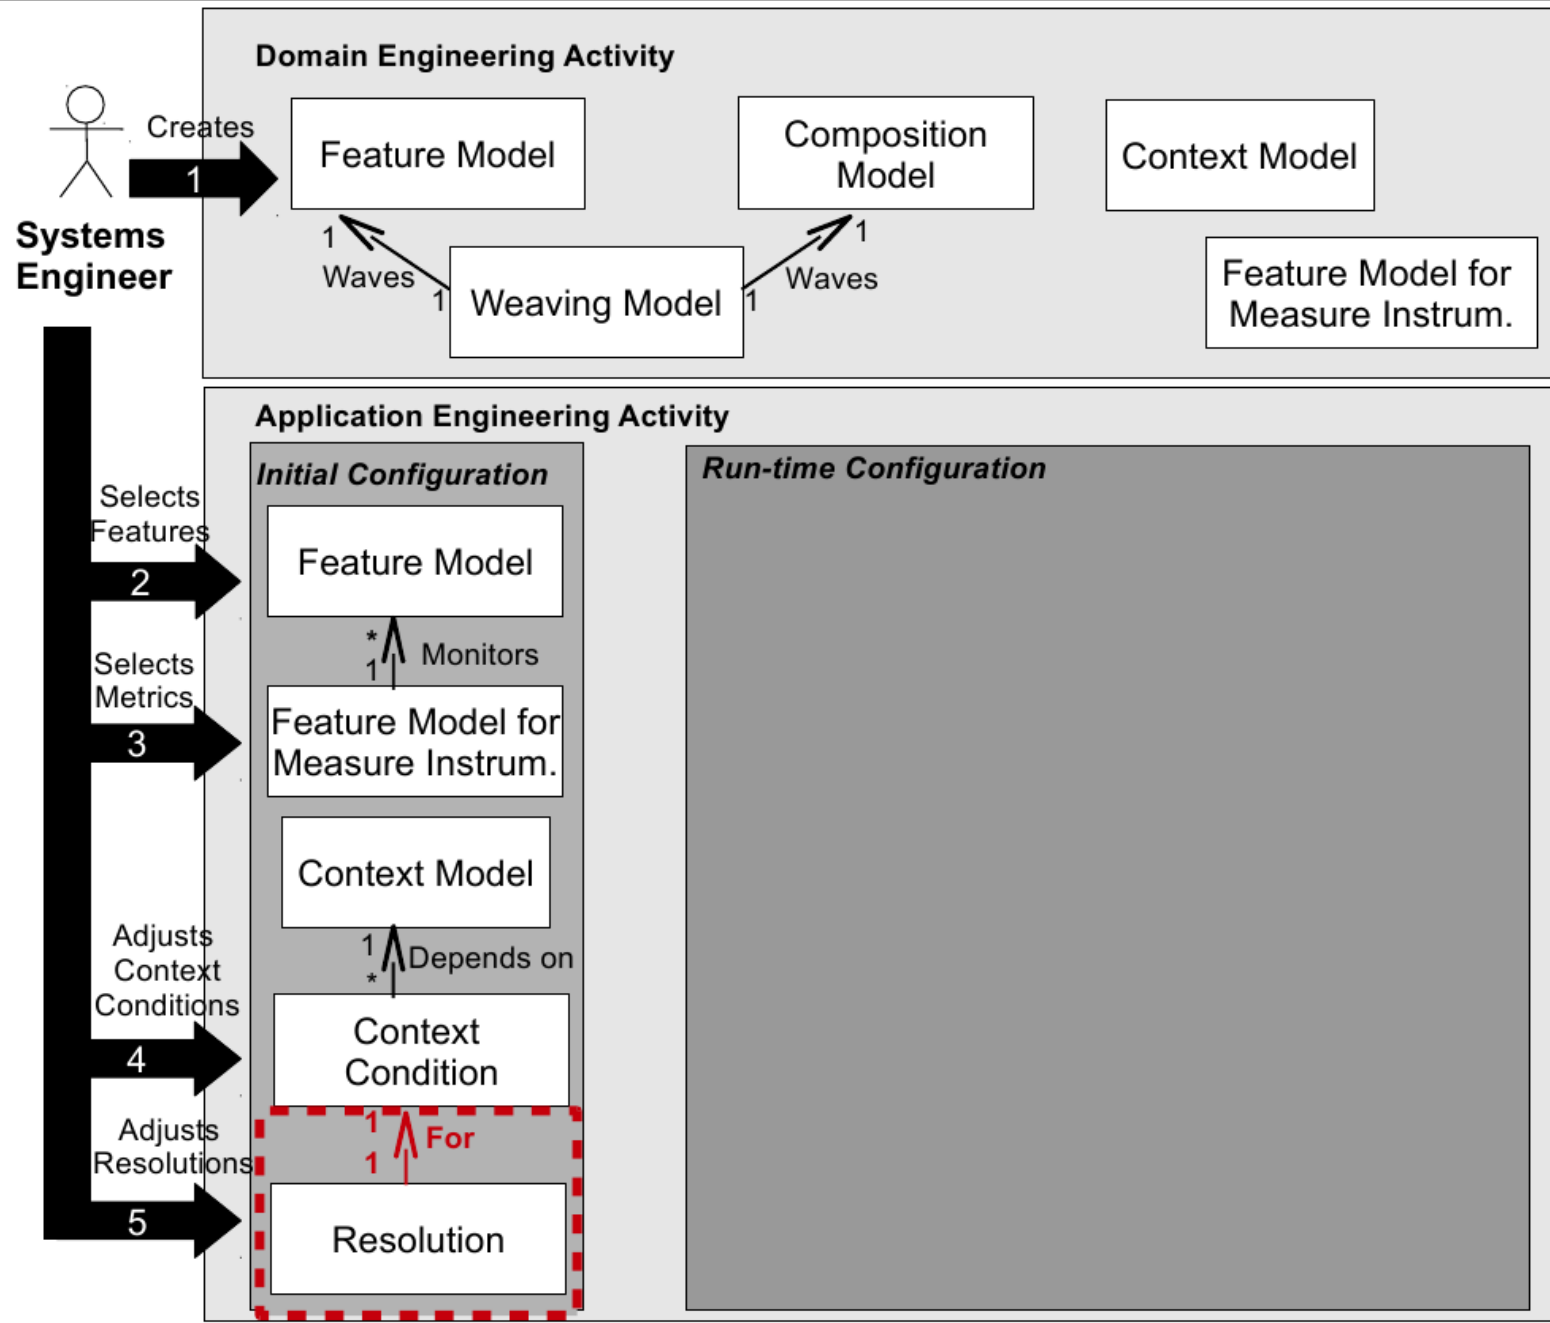 Domain Engineering Activity
Creates
1
Systems
Engineer
Feature Model
Composition
Model
Context Model
1
Waves
1
Weaving Model
1
Waves
1
Feature Model for
Measure Instrum.
Application Engineering Activity
Initial Configuration
Run-time Configuration
Selects
Features
2
Feature Model
*
1
Monitors
Selects
Metrics
3
Feature Model for
Measure Instrum.
Context Model
1
*
Depends on
Adjusts
Context
Conditions
4
Context
Condition
1
1
For
Adjusts
Resolutions
5
Resolution